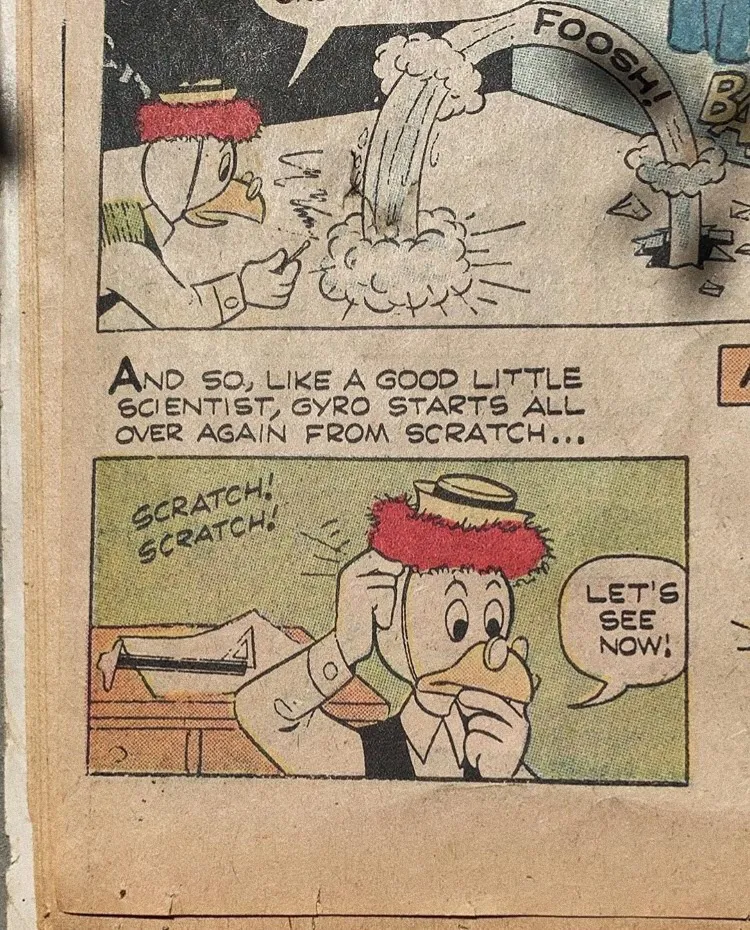 FOOSH!
AND SO, LIKE A GOOD LITTLE
SCIENTIST, GYRO STARTS ALL
OVER AGAIN FROM SCRATCH...
SCRATCH!
SCRATCH!
LET'S
SEE
NOW!